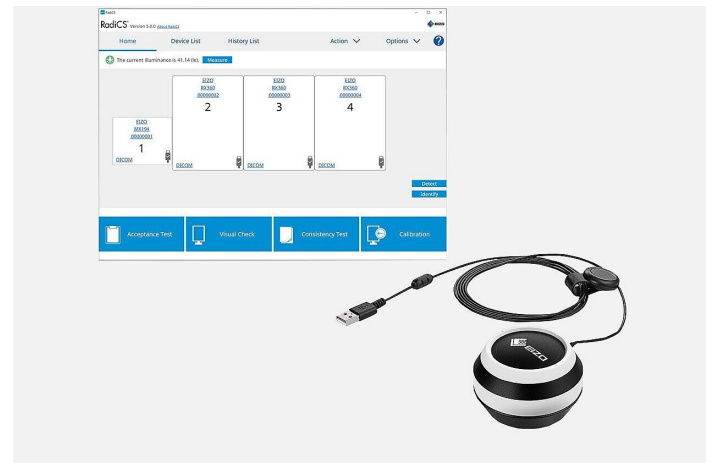 RadiCS
RadiCS® Version 5.0.0 About RadiCS
EIZO
Home Device List History List Action Options ?
The current illuminance is 41.14 (lx). Measure
EIZO
MX194
00000001
1
DICOM
EIZO
RX360
00000002
2
DICOM
EIZO
RX360
00000003
3
DICOM
EIZO
RX360
00000004
4
DICOM
Detect
Identify
Acceptance Test Visual Check Consistency Test Calibration
EIZO